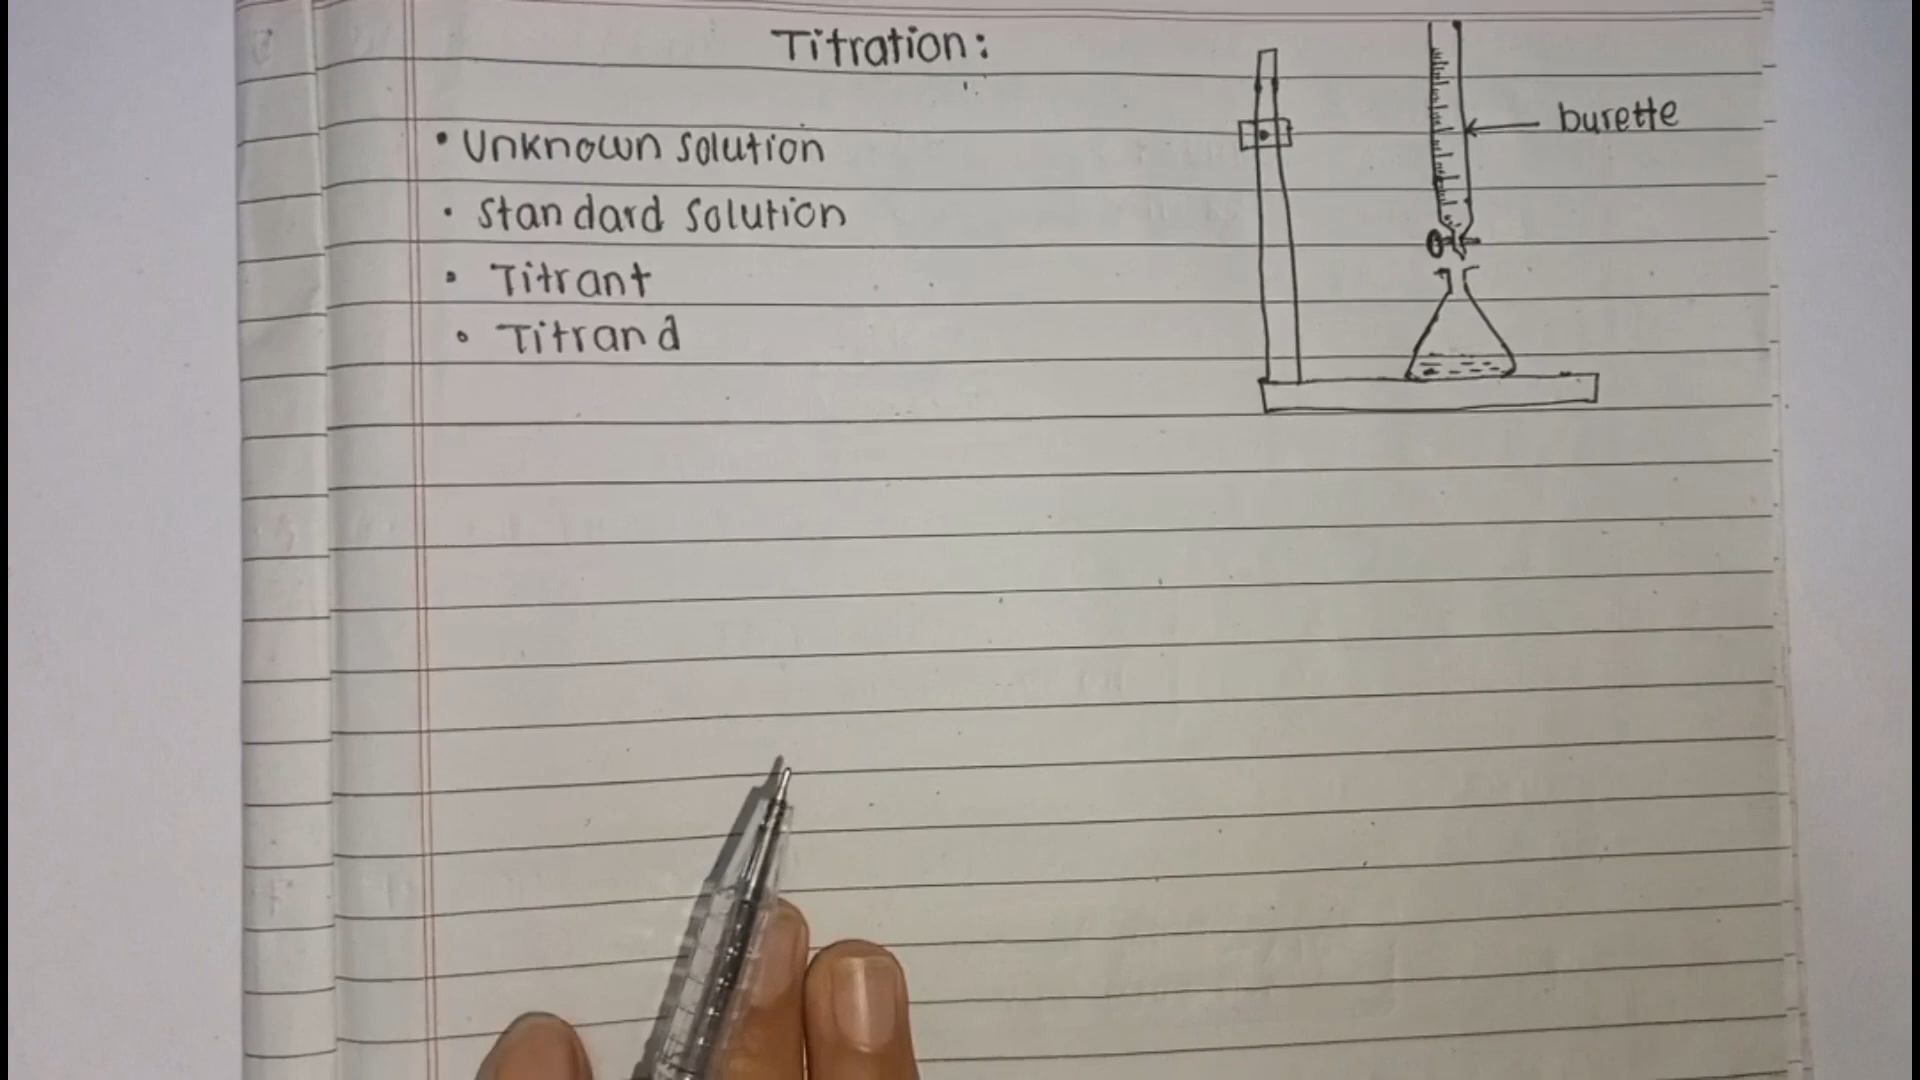 Titration:
burette
• Unknown solution
• Standard solution
• Titrant
• Titrand